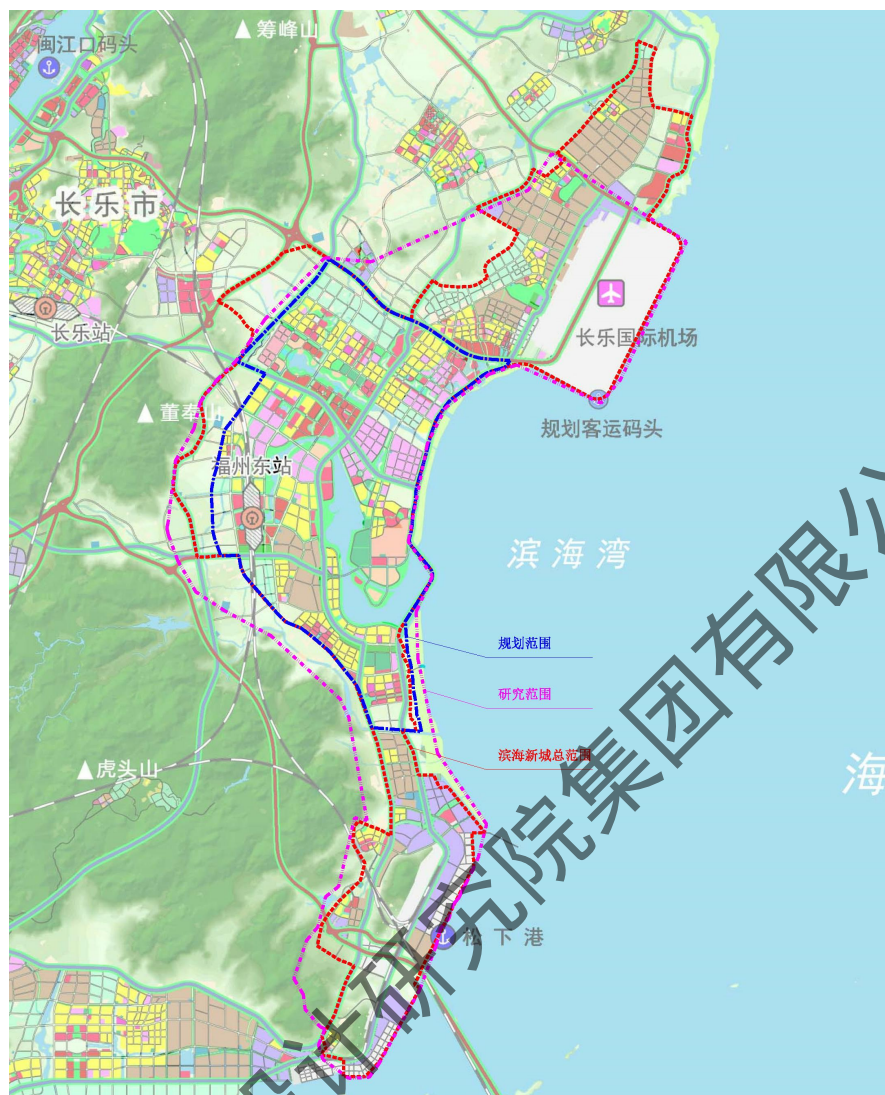 筹峰山
闽江口码头
长乐市
长乐国际机场
长乐站
董奉山
规划客运码头
福州东站
滨海湾
规划范围
研究范围
滨海新城总范围
虎头山
海
松下港
设计研究院集团有限公